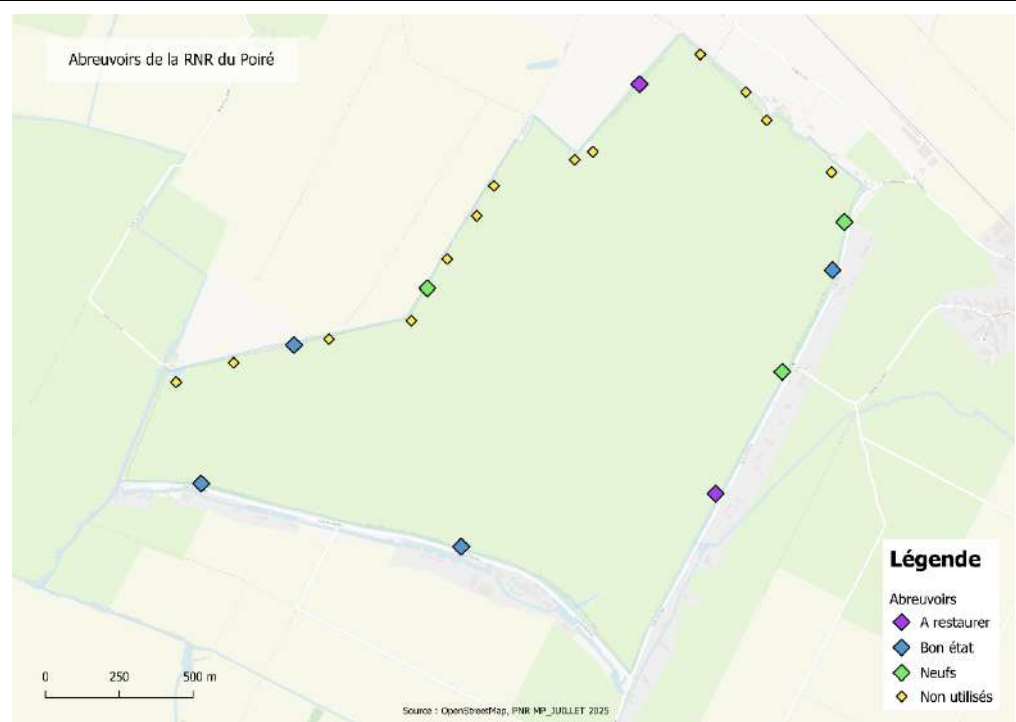 Abreuvoirs de la RNR du Poiré
Légende
Abreuvoirs
A restaurer
Bon état
Neufs
Non utilisés
0 250 500 m
Source : OpenStreetMap, PNR MP_JUILLET 2025